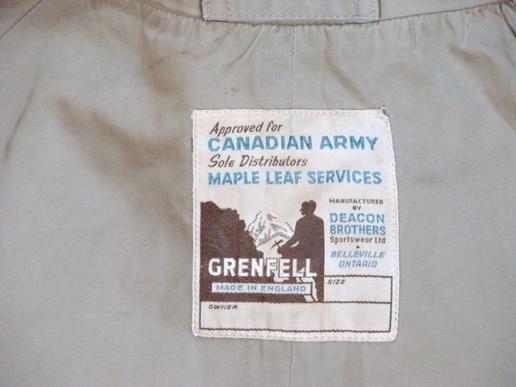 Approved for
CANADIAN ARMY
Sole Distributors
MAPLE LEAF SERVICES
MANUFACTURED
BY
DEACON
BROTHERS
Sportswear Ltd
•
BELLEVILLE
ONTARIO
GRENFELL
MADE IN ENGLAND
SIZE
OWNER